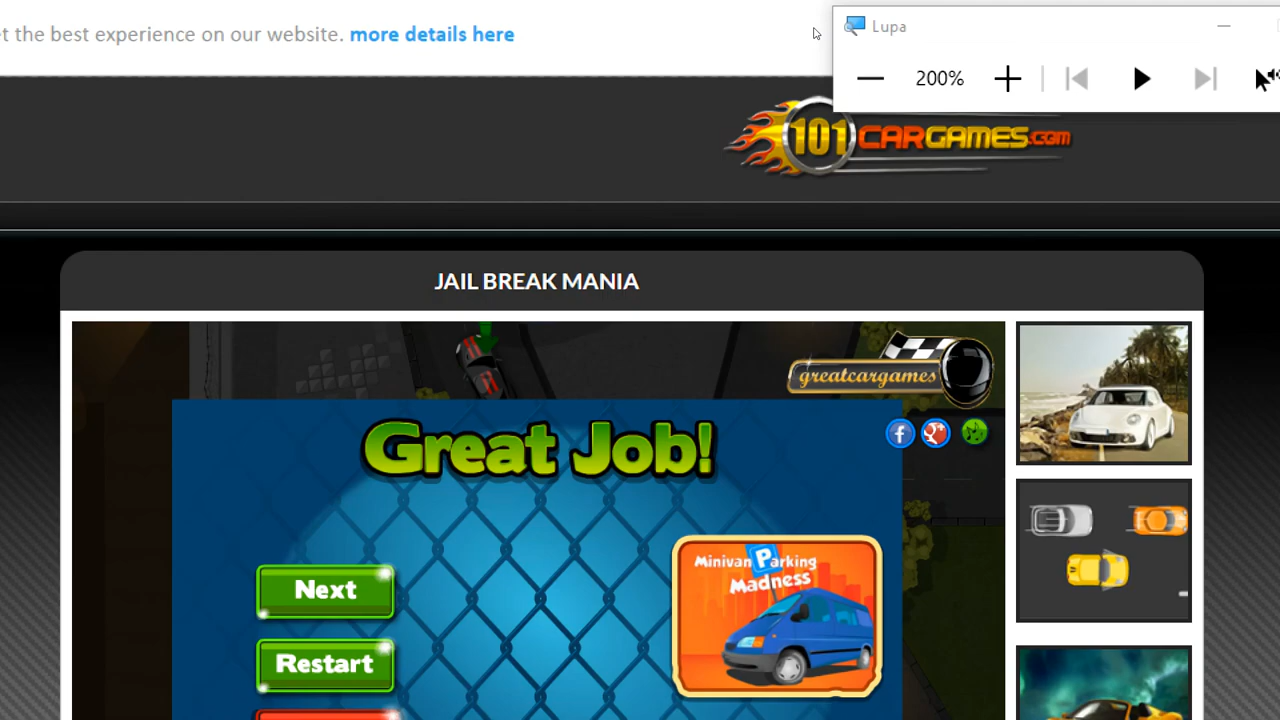 t the best experience on our website. more details here
Lupa
200%
101CARGAMES.COM
JAIL BREAK MANIA
greatcargames
Great Job!
Minivan Parking
Madness
Next
Restart